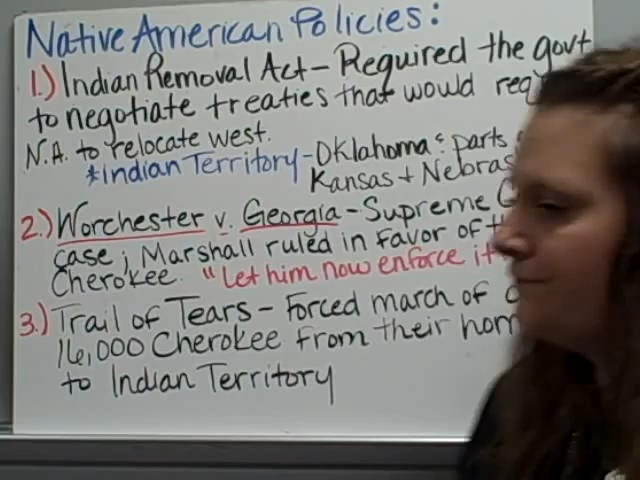 Native American Policies:
1.) Indian Removal Act - Required the govt
to negotiate treaties that would req
N.A. to relocate west.
*Indian Territory - Oklahoma & parts
Kansas + Nebras
2.) Worchester v. Georgia - Supreme C
case; Marshall ruled in favor of th
Cherokee. "Let him now enforce it
3.) Trail of Tears - Forced march of
16,000 Cherokee from their hom
to Indian Territory